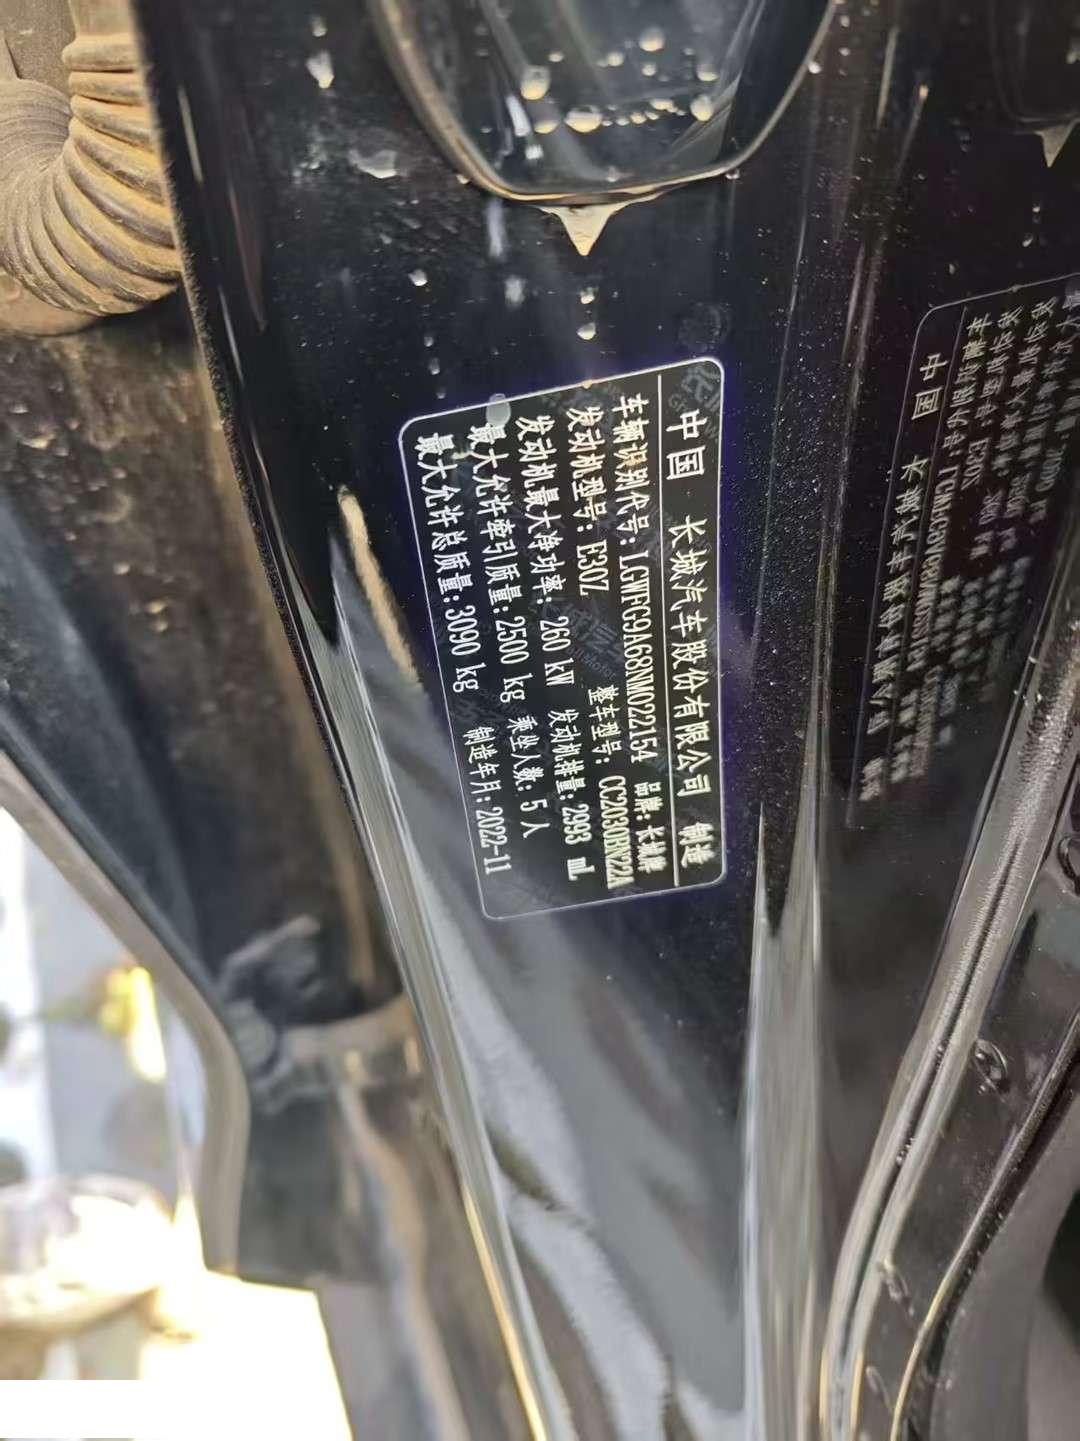 中国 长城汽车股份有限公司 制造
车辆识别代号:LGWFG9A68NM022154 品牌:长城牌
发动机型号:E30Z 整车型号:CC2030BN22A
发动机最大净功率:260 kW 发动机排量:2993 mL
最大允许牵引质量:2500 kg 乘坐人数:5人
最大允许总质量:3090 kg 制造年月:2022-11